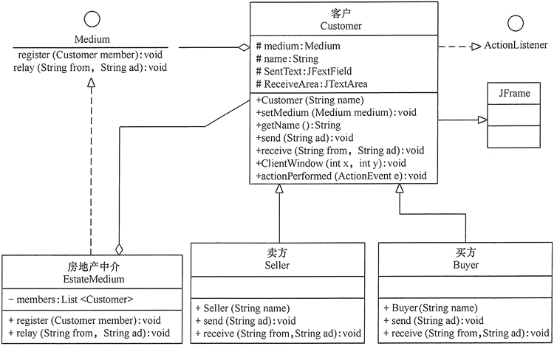 Medium
register (Customer member):void
relay (String from, String ad):void
客户
Customer
# medium:Medium
# name:String
# SentText:JFextField
# ReceiveArea:JTextArea
+Customer (String name)
+setMedium (Medium medium):void
+getName ():String
+send (String ad):void
+receive (String from, String ad):void
+ClientWindow (int x, int y):void
+actionPerformed (ActionEvent e):void
ActionListener
JFrame
房地产中介
EstateMedium
- members:List <Customer>
+ register (Customer member):void
+ relay (String from, String ad):void
卖方
Seller
+ Seller (String name)
+ send (String ad):void
+ receive (String from,String ad):void
买方
Buyer
+ Buyer(String name)
+ send (String ad):void
+ receive (String from,String ad):void